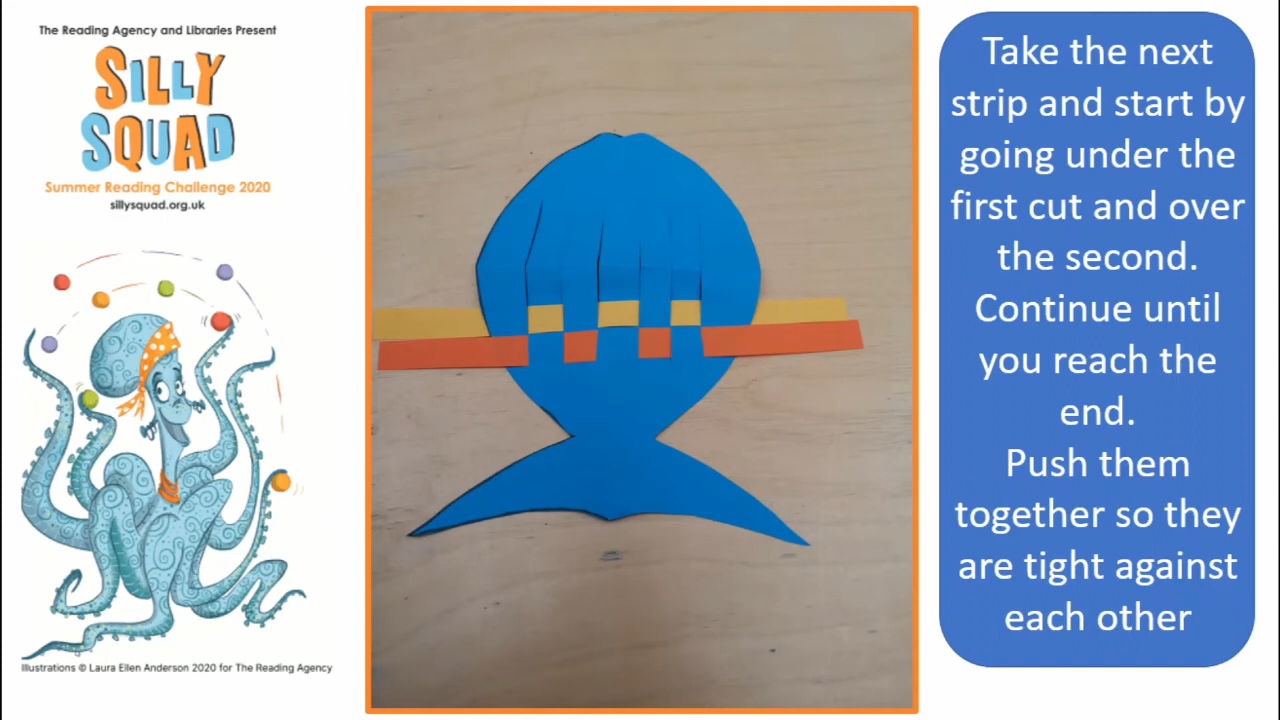 The Reading Agency and Libraries Present
SILLY
SQUAD
Summer Reading Challenge 2020
sillysquad.org.uk
Illustrations © Laura Ellen Anderson 2020 for The Reading Agency
Take the next
strip and start by
going under the
first cut and over
the second.
Continue until
you reach the
end.
Push them
together so they
are tight against
each other